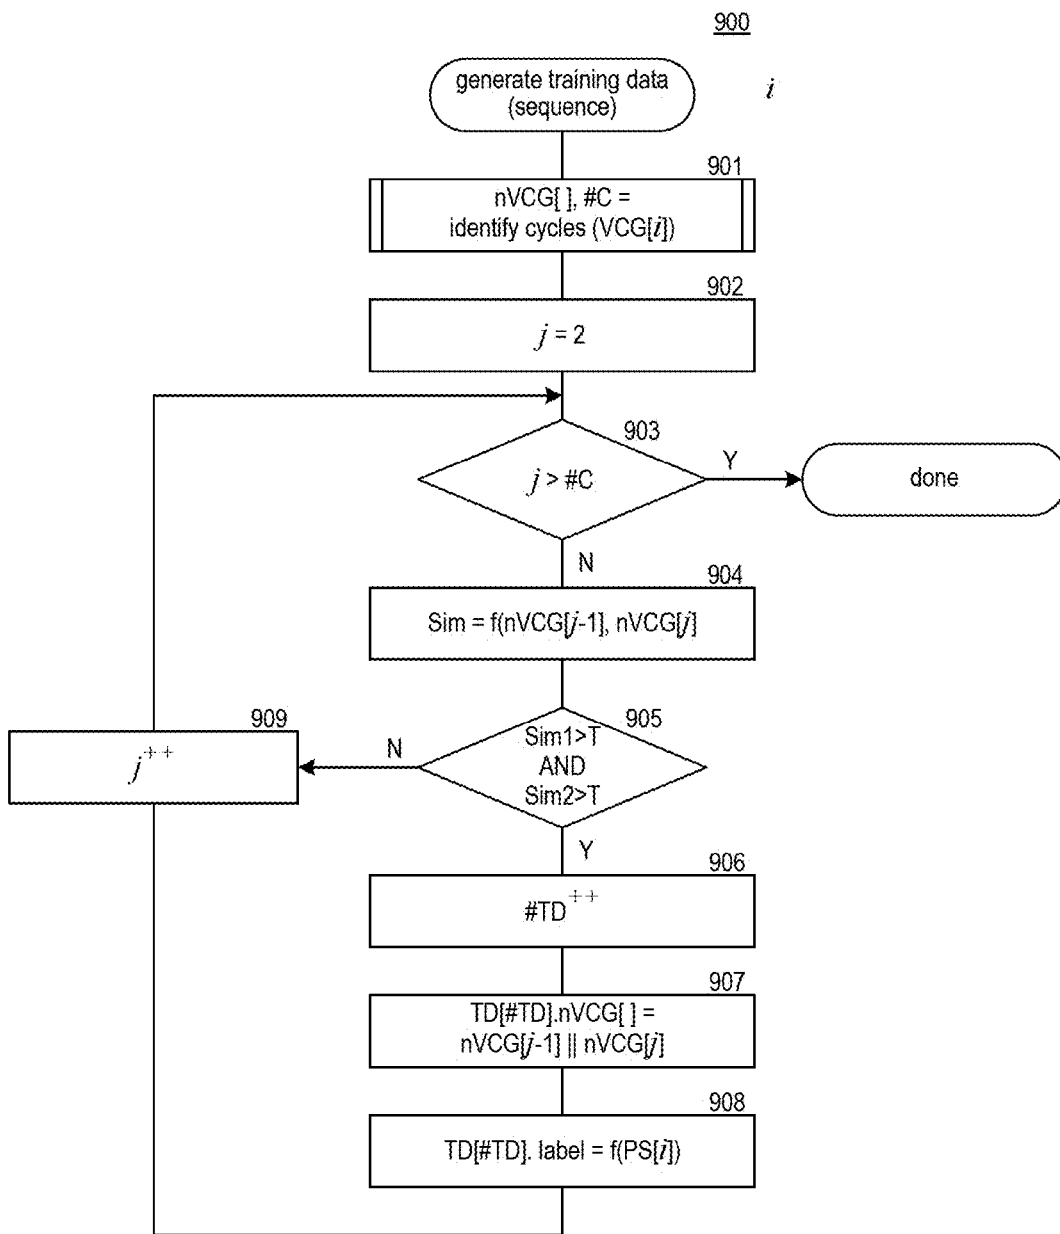 900
generate training data
(sequence)
i
901
nVCG[ ], #C =
identify cycles (VCG[i])
902
j = 2
903
j > #C
Y
done
N
904
Sim = f(nVCG[j-1], nVCG[j]
905
Sim1>T
AND
Sim2>T
N
909
j++
Y
906
#TD++
907
TD[#TD].nVCG[ ] =
nVCG[j-1] || nVCG[j]
908
TD[#TD]. label = f(PS[i])